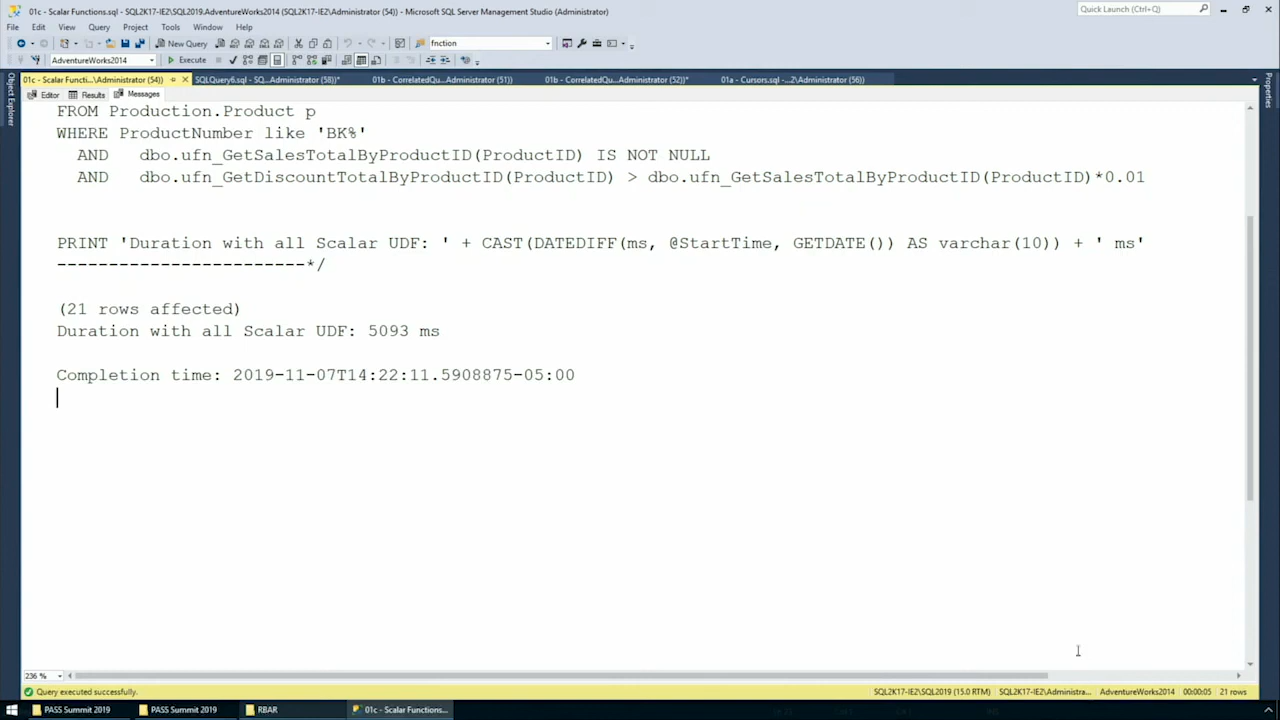 01c - Scalar Functions.sql - SQL2K17-IE2\SQL2019.AdventureWorks2014 (SQL2K17-IE2\Administrator (54)) - Microsoft SQL Server Management Studio (Administrator)
Quick Launch (Ctrl+Q)
File Edit View Query Project Tools Window Help
New Query
fnction
AdventureWorks2014
Execute
01c - Scalar Functi...\Administrator (54))
SQLQuery6.sql - SQ...Administrator (58))*
01b - CorrelatedQu...Administrator (51))
01b - CorrelatedQu...Administrator (52))*
01a - Cursors.sql -...2\Administrator (56))
Object Explorer
Properties
Editor Results Messages
FROM Production.Product p
WHERE ProductNumber like 'BK%'
AND dbo.ufn_GetSalesTotalByProductID(ProductID) IS NOT NULL
AND dbo.ufn_GetDiscountTotalByProductID(ProductID) > dbo.ufn_GetSalesTotalByProductID(ProductID)*0.01
PRINT 'Duration with all Scalar UDF: ' + CAST(DATEDIFF(ms, @StartTime, GETDATE()) AS varchar(10)) + ' ms'
------------------------*/
(21 rows affected)
Duration with all Scalar UDF: 5093 ms
Completion time: 2019-11-07T14:22:11.5908875-05:00
236 %
Query executed successfully.
SQL2K17-IE2\SQL2019 (15.0 RTM) SQL2K17-IE2\Administra... AdventureWorks2014 00:00:05 21 rows
PASS Summit 2019
PASS Summit 2019
RBAR
01c - Scalar Functions...